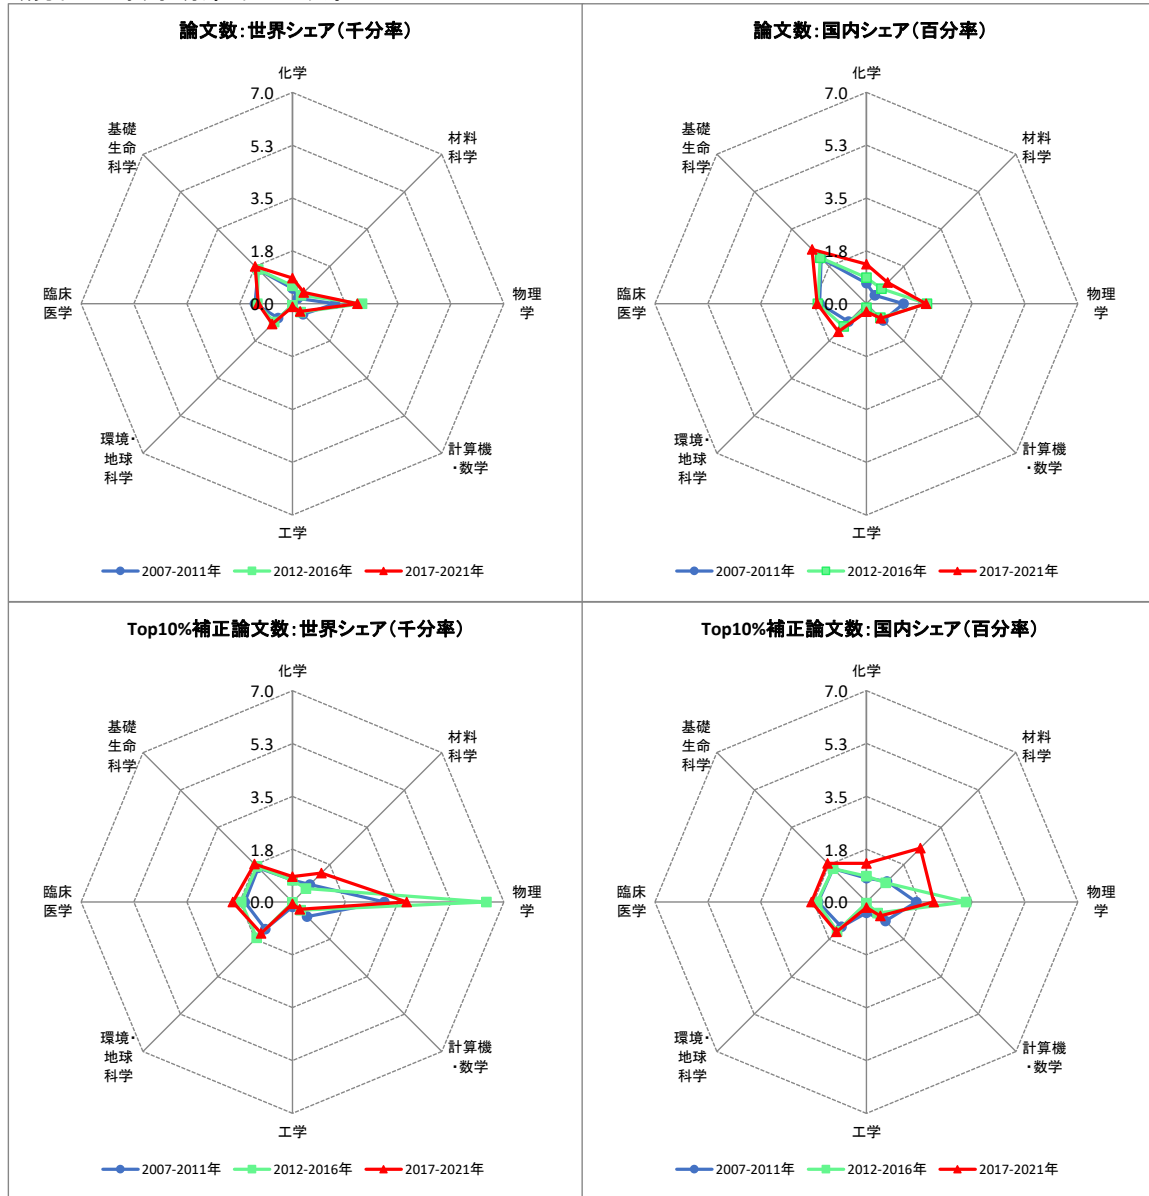 論文数：世界シェア（千分率）
化学
7.0
5.3
3.5
1.8
0.0
材料
科学
物理
学
計算機
・数学
工学
環境・
地球
科学
臨床
医学
基礎
生命
科学
2007-2011年 2012-2016年 2017-2021年
論文数：国内シェア（百分率）
化学
7.0
5.3
3.5
1.8
0.0
材料
科学
物理
学
計算機
・数学
工学
環境・
地球
科学
臨床
医学
基礎
生命
科学
2007-2011年 2012-2016年 2017-2021年
Top10%補正論文数：世界シェア（千分率）
化学
7.0
5.3
3.5
1.8
0.0
材料
科学
物理
学
計算機
・数学
工学
環境・
地球
科学
臨床
医学
基礎
生命
科学
2007-2011年 2012-2016年 2017-2021年
Top10%補正論文数：国内シェア（百分率）
化学
7.0
5.3
3.5
1.8
0.0
材料
科学
物理
学
計算機
・数学
工学
環境・
地球
科学
臨床
医学
基礎
生命
科学
2007-2011年 2012-2016年 2017-2021年